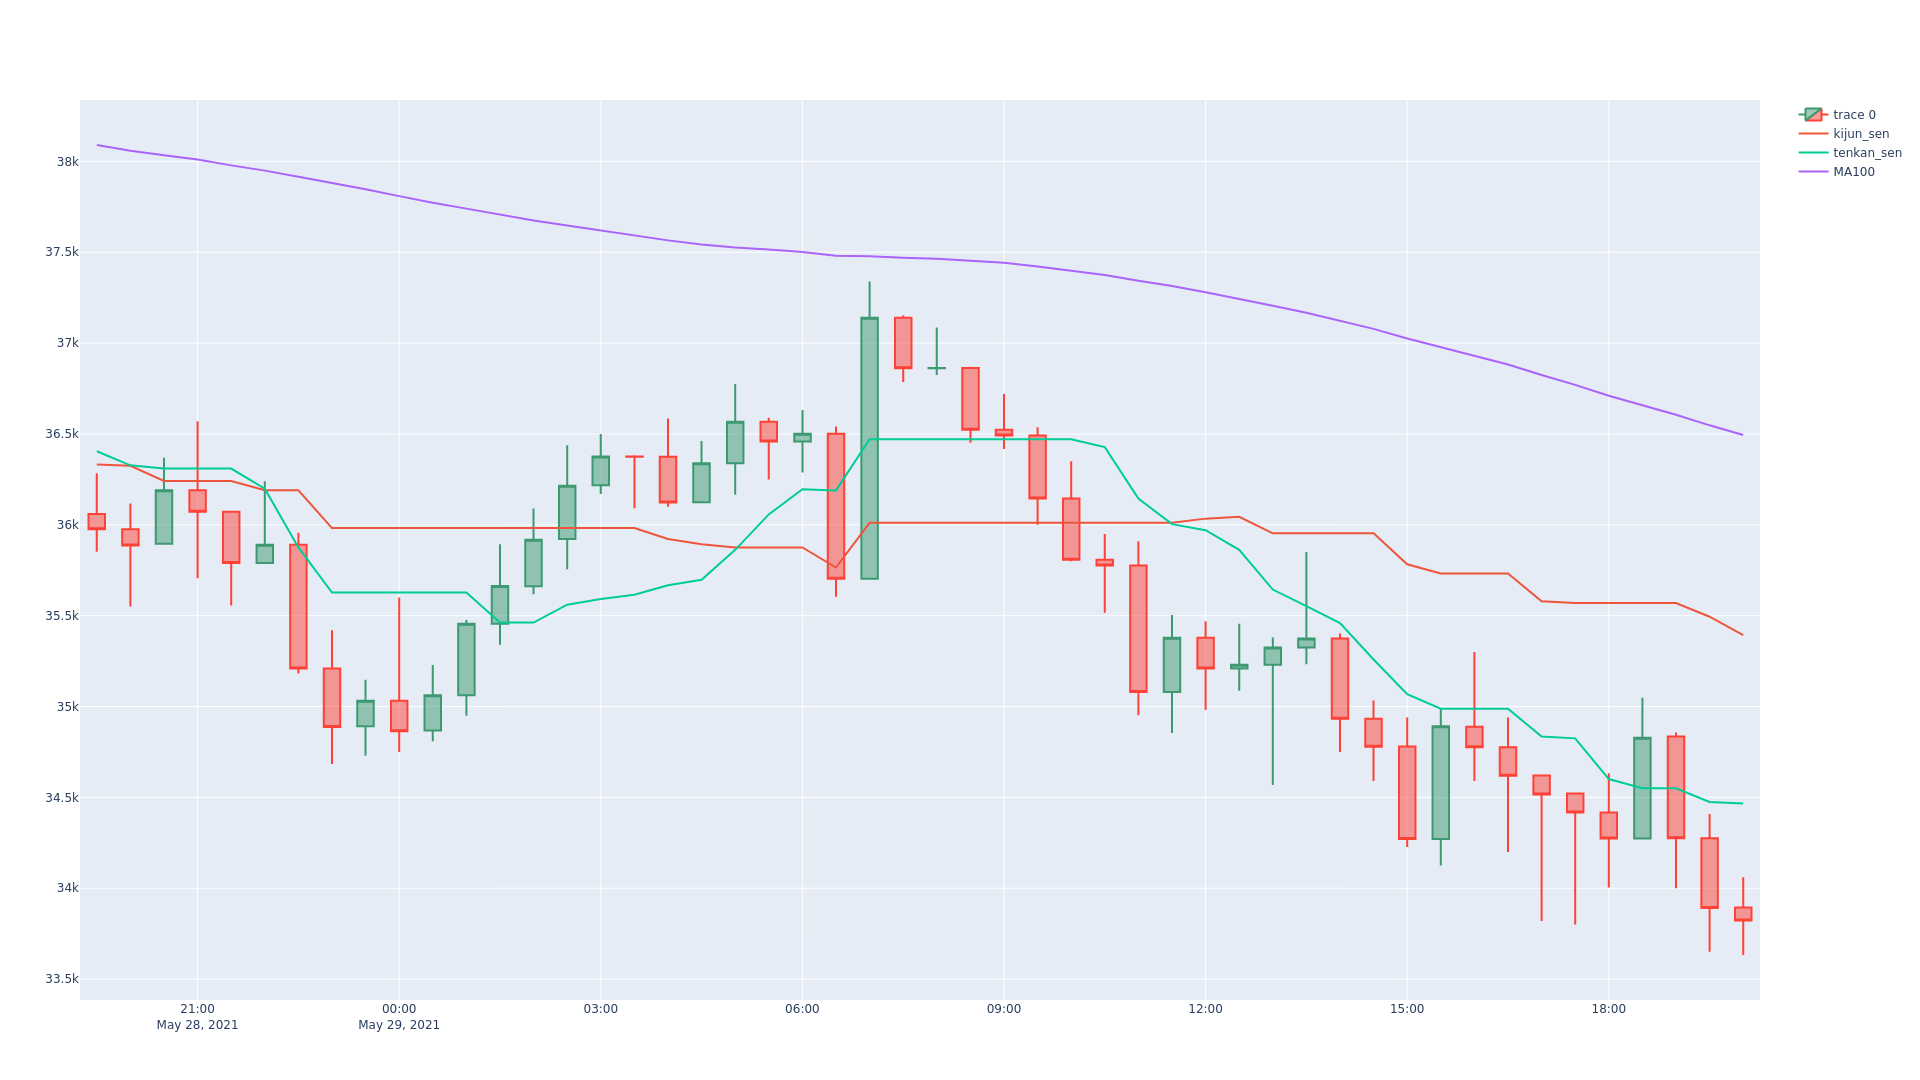 trace 0
kijun_sen
tenkan_sen
MA100
38k
37.5k
37k
36.5k
36k
35.5k
35k
34.5k
34k
33.5k
21:00 00:00 03:00 06:00 09:00 12:00 15:00 18:00
May 28, 2021 May 29, 2021